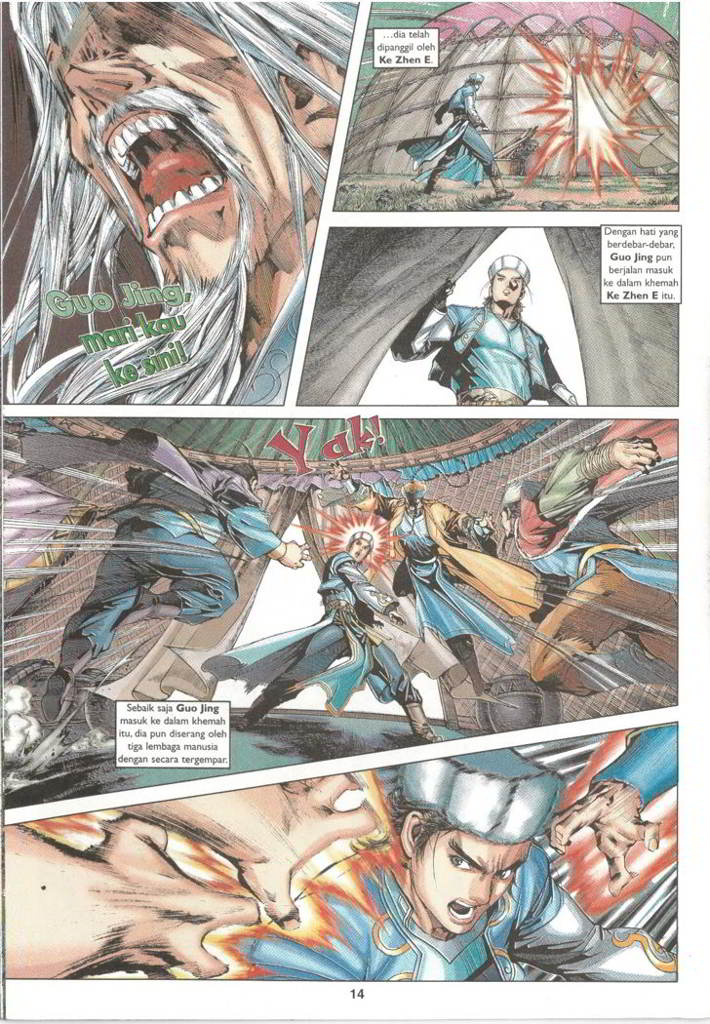 Guo Jing,
mari-kau
ke sini!
...dia telah
dipanggil oleh
Ke Zhen E.
Dengan hati yang
berdebar-debar,
Guo Jing pun
berjalan masuk
ke dalam khemah
Ke Zhen E itu.
Yak!
Sebaik saja Guo Jing
masuk ke dalam khemah
itu, dia pun diserang oleh
tiga lembaga manusia
dengan secara tergempar.
14